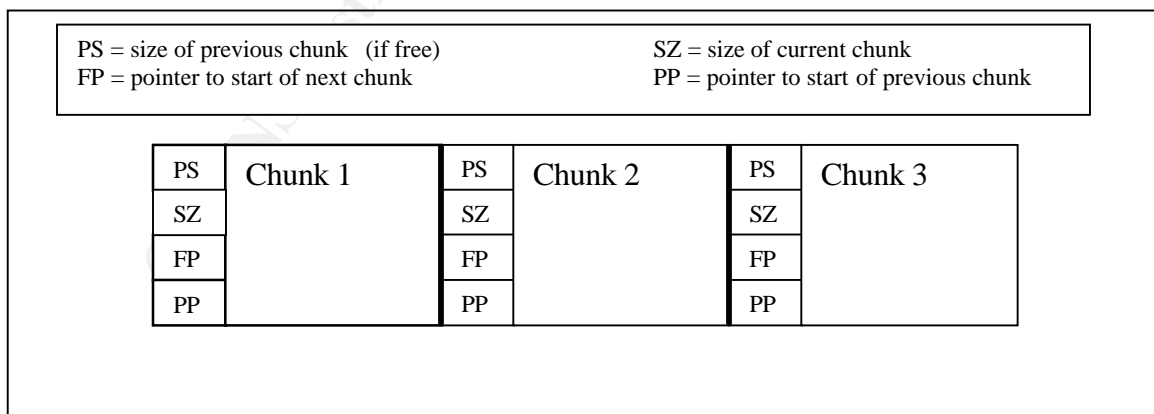 PS = size of previous chunk (if free) SZ = size of current chunk
FP = pointer to start of next chunk PP = pointer to start of previous chunk
PS Chunk 1 PS Chunk 2 PS Chunk 3
SZ SZ SZ
FP FP FP
PP PP PP